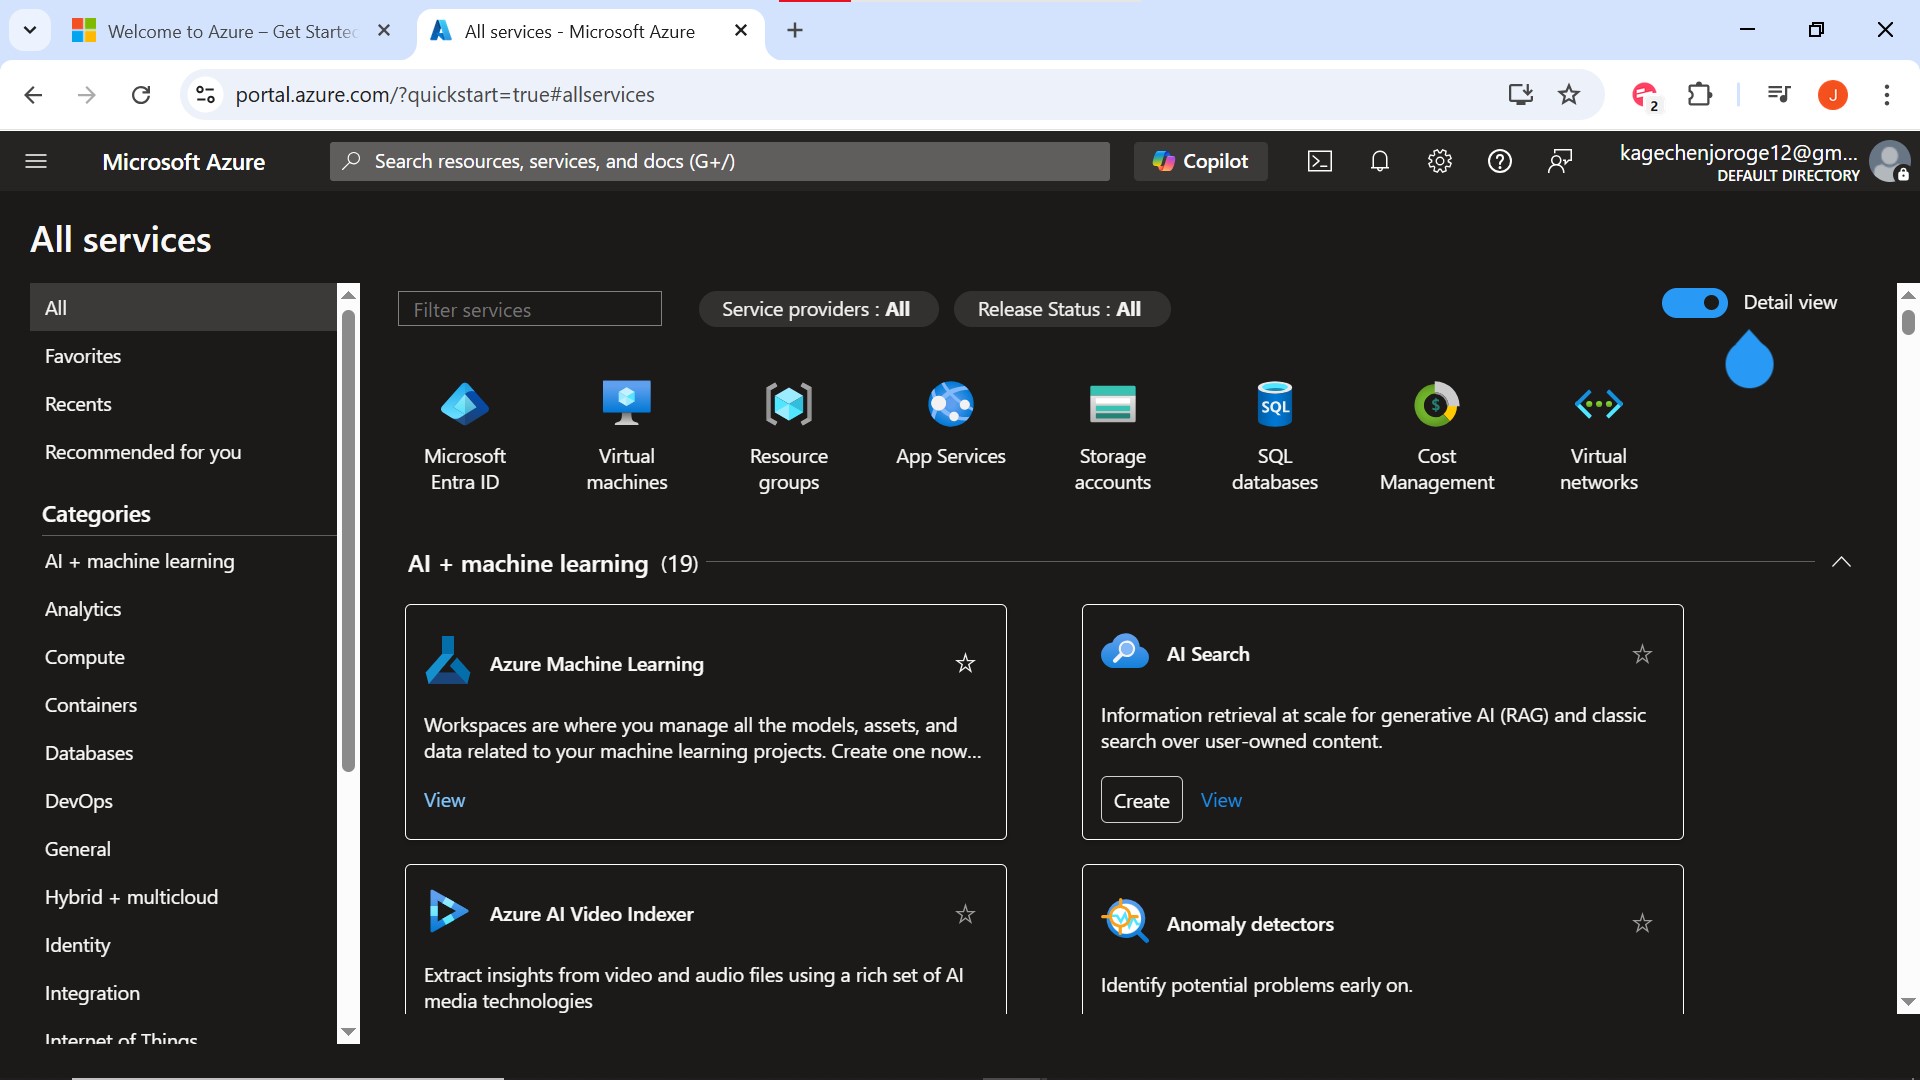 Welcome to Azure – Get Started
All services - Microsoft Azure
portal.azure.com/?quickstart=true#allservices
2
J
Microsoft Azure
Search resources, services, and docs (G+/)
Copilot
kagechenjoroge12@gm...
DEFAULT DIRECTORY
All services
All
Favorites
Recents
Recommended for you
Categories
AI + machine learning
Analytics
Compute
Containers
Databases
DevOps
General
Hybrid + multicloud
Identity
Integration
Internet of Things
Filter services
Service providers : All
Release Status : All
Detail view
Microsoft
Entra ID
Virtual
machines
Resource
groups
App Services
Storage
accounts
SQL
SQL
databases
Cost
Management
Virtual
networks
AI + machine learning (19)
Azure Machine Learning
Workspaces are where you manage all the models, assets, and
data related to your machine learning projects. Create one now...
View
AI Search
Information retrieval at scale for generative AI (RAG) and classic
search over user-owned content.
Create
View
Azure AI Video Indexer
Extract insights from video and audio files using a rich set of AI
media technologies
Anomaly detectors
Identify potential problems early on.